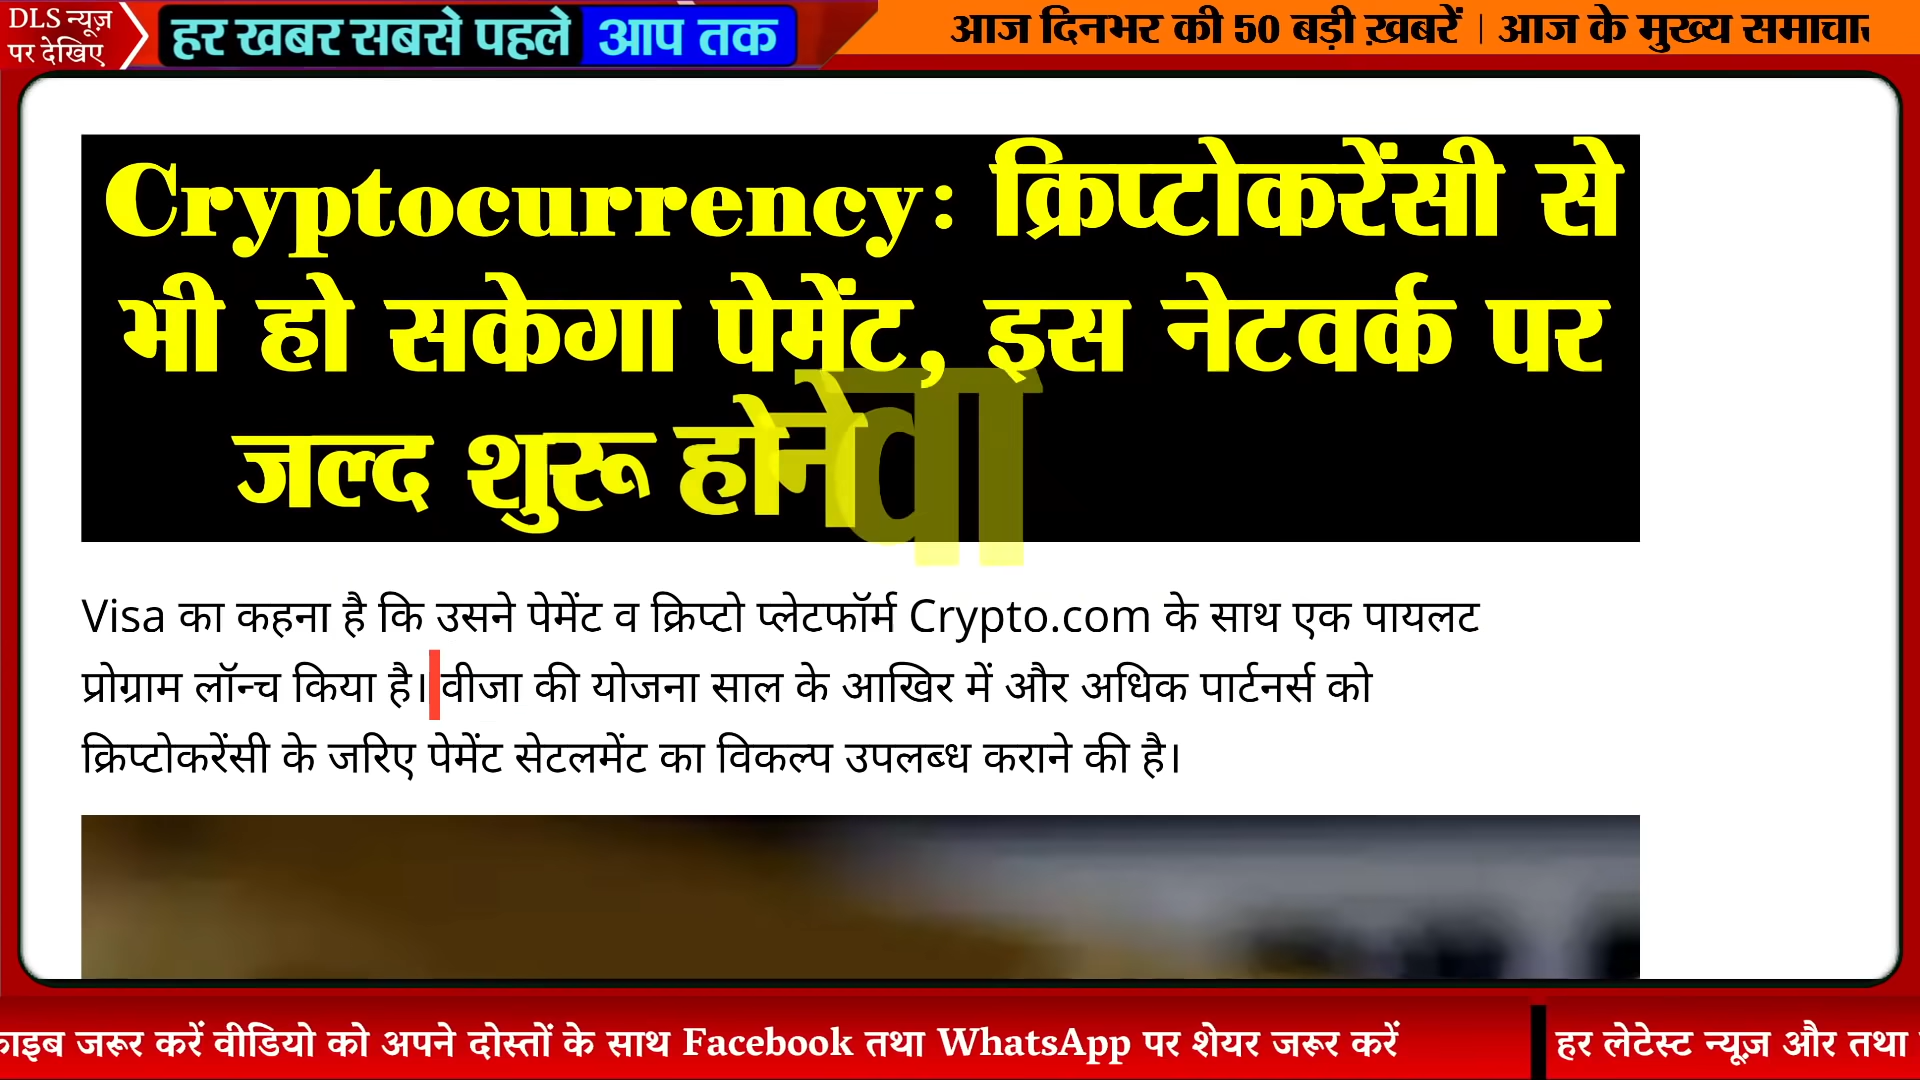 DLS न्यूज़
पर देखिए
हर खबर सबसे पहले आप तक
आज दिनभर की 50 बड़ी ख़बरें | आज के मुख्य समाचार
Cryptocurrency: क्रिप्टोकरेंसी से
भी हो सकेगा पेमेंट, इस नेटवर्क पर
जल्द शुरू होने वा
Visa का कहना है कि उसने पेमेंट व क्रिप्टो प्लेटफॉर्म Crypto.com के साथ एक पायलट
प्रोग्राम लॉन्च किया है। वीजा की योजना साल के आखिर में और अधिक पार्टनर्स को
क्रिप्टोकरेंसी के जरिए पेमेंट सेटलमेंट का विकल्प उपलब्ध कराने की है।
जरूर करें वीडियो को अपने दोस्तों के साथ Facebook तथा WhatsApp पर शेयर जरूर करें
हर लेटेस्ट न्यूज़ और तथा